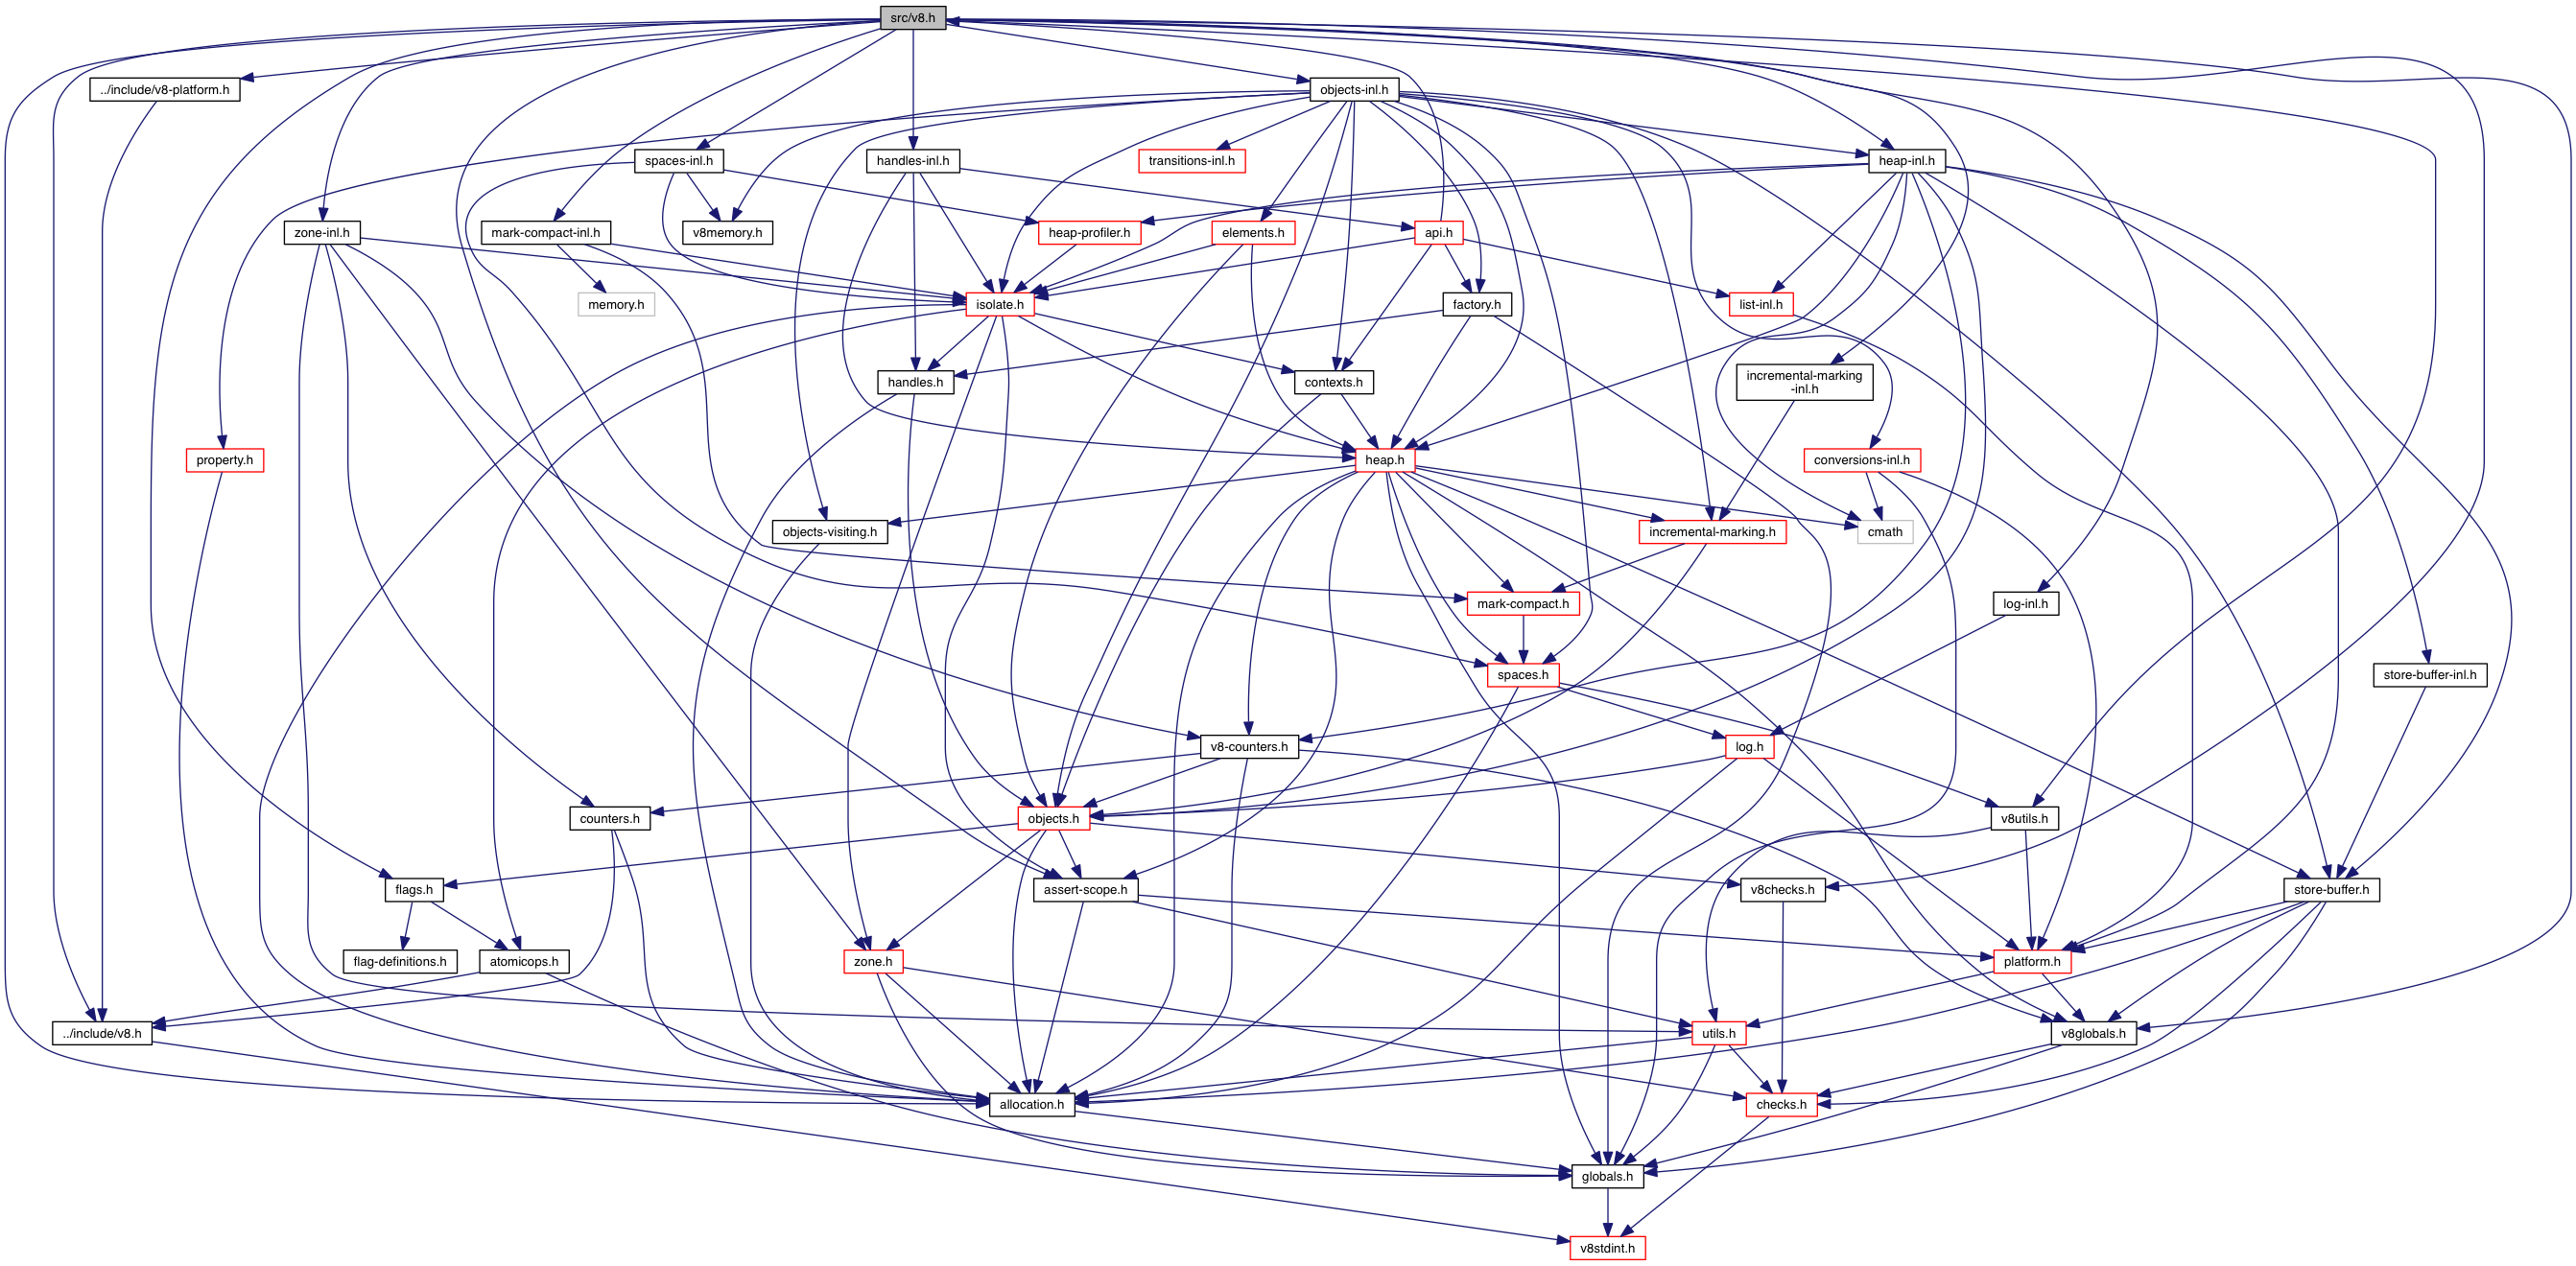 src/v8.h
../include/v8-platform.h
objects-inl.h
spaces-inl.h
handles-inl.h
transitions-inl.h
heap-inl.h
zone-inl.h
mark-compact-inl.h
v8memory.h
heap-profiler.h
elements.h
api.h
memory.h
isolate.h
factory.h
list-inl.h
handles.h
contexts.h
incremental-marking
-inl.h
property.h
heap.h
conversions-inl.h
objects-visiting.h
incremental-marking.h
cmath
mark-compact.h
log-inl.h
spaces.h
store-buffer-inl.h
v8-counters.h
log.h
counters.h
objects.h
v8utils.h
flags.h
assert-scope.h
v8checks.h
store-buffer.h
flag-definitions.h
atomicops.h
zone.h
platform.h
../include/v8.h
utils.h
v8globals.h
allocation.h
checks.h
globals.h
v8stdint.h